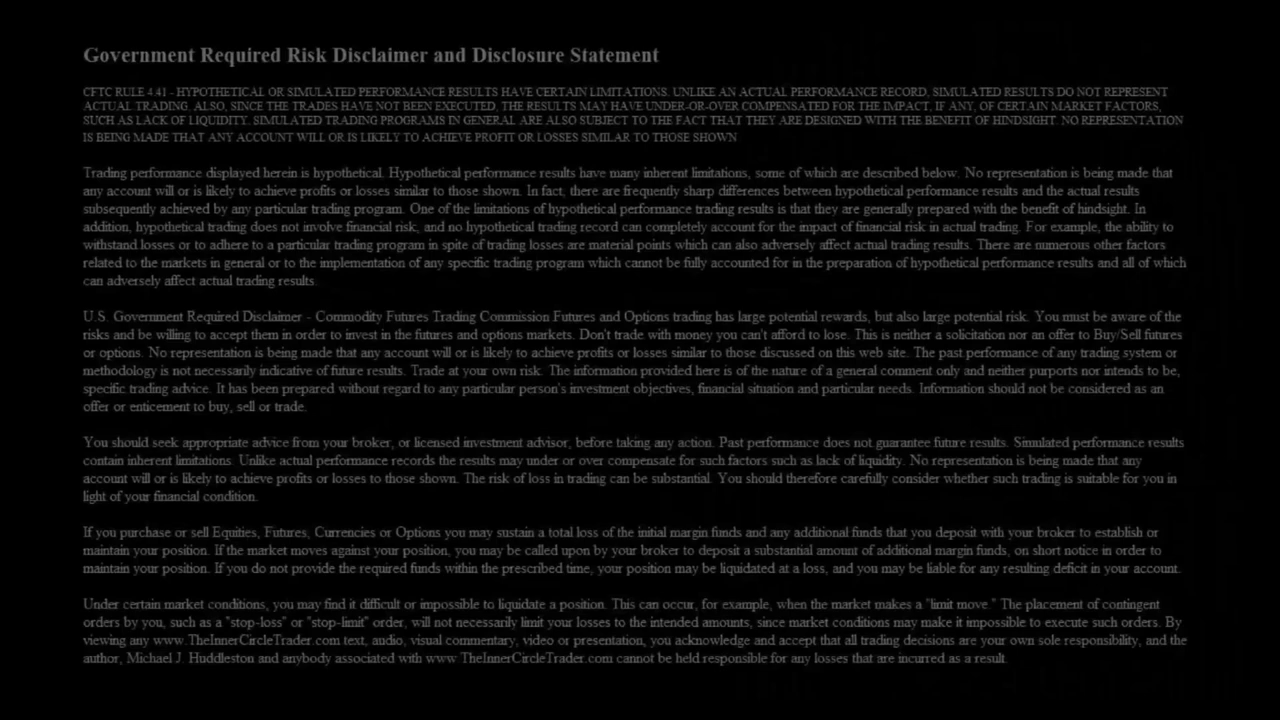 Government Required Risk Disclaimer and Disclosure Statement
CFTC RULE 4.41 - HYPOTHETICAL OR SIMULATED PERFORMANCE RESULTS HAVE CERTAIN LIMITATIONS. UNLIKE AN ACTUAL PERFORMANCE RECORD, SIMULATED RESULTS DO NOT REPRESENT
ACTUAL TRADING. ALSO, SINCE THE TRADES HAVE NOT BEEN EXECUTED, THE RESULTS MAY HAVE UNDER-OR-OVER COMPENSATED FOR THE IMPACT, IF ANY, OF CERTAIN MARKET FACTORS,
SUCH AS LACK OF LIQUIDITY. SIMULATED TRADING PROGRAMS IN GENERAL ARE ALSO SUBJECT TO THE FACT THAT THEY ARE DESIGNED WITH THE BENEFIT OF HINDSIGHT. NO REPRESENTATION
IS BEING MADE THAT ANY ACCOUNT WILL OR IS LIKELY TO ACHIEVE PROFIT OR LOSSES SIMILAR TO THOSE SHOWN
Trading performance displayed herein is hypothetical. Hypothetical performance results have many inherent limitations, some of which are described below. No representation is being made that
any account will or is likely to achieve profits or losses similar to those shown. In fact, there are frequently sharp differences between hypothetical performance results and the actual results
subsequently achieved by any particular trading program. One of the limitations of hypothetical performance trading results is that they are generally prepared with the benefit of hindsight. In
addition, hypothetical trading does not involve financial risk, and no hypothetical trading record can completely account for the impact of financial risk in actual trading. For example, the ability to
withstand losses or to adhere to a particular trading program in spite of trading losses are material points which can also adversely affect actual trading results. There are numerous other factors
related to the markets in general or to the implementation of any specific trading program which cannot be fully accounted for in the preparation of hypothetical performance results and all of which
can adversely affect actual trading results.
U.S. Government Required Disclaimer - Commodity Futures Trading Commission Futures and Options trading has large potential rewards, but also large potential risk. You must be aware of the
risks and be willing to accept them in order to invest in the futures and options markets. Don't trade with money you can't afford to lose. This is neither a solicitation nor an offer to Buy/Sell futures
or options. No representation is being made that any account will or is likely to achieve profits or losses similar to those discussed on this web site. The past performance of any trading system or
methodology is not necessarily indicative of future results. Trade at your own risk. The information provided here is of the nature of a general comment only and neither purports nor intends to be,
specific trading advice. It has been prepared without regard to any particular person's investment objectives, financial situation and particular needs. Information should not be considered as an
offer or enticement to buy, sell or trade.
You should seek appropriate advice from your broker, or licensed investment advisor, before taking any action. Past performance does not guarantee future results. Simulated performance results
contain inherent limitations. Unlike actual performance records the results may under or over compensate for such factors such as lack of liquidity. No representation is being made that any
account will or is likely to achieve profits or losses to those shown. The risk of loss in trading can be substantial. You should therefore carefully consider whether such trading is suitable for you in
light of your financial condition.
If you purchase or sell Equities, Futures, Currencies or Options you may sustain a total loss of the initial margin funds and any additional funds that you deposit with your broker to establish or
maintain your position. If the market moves against your position, you may be called upon by your broker to deposit a substantial amount of additional margin funds, on short notice in order to
maintain your position. If you do not provide the required funds within the prescribed time, your position may be liquidated at a loss, and you may be liable for any resulting deficit in your account.
Under certain market conditions, you may find it difficult or impossible to liquidate a position. This can occur, for example, when the market makes a "limit move." The placement of contingent
orders by you, such as a "stop-loss" or "stop-limit" order, will not necessarily limit your losses to the intended amounts, since market conditions may make it impossible to execute such orders. By
viewing any www.TheInnerCircleTrader.com text, audio, visual commentary, video or presentation, you acknowledge and accept that all trading decisions are your own sole responsibility, and the
author, Michael J. Huddleston and anybody associated with www.TheInnerCircleTrader.com cannot be held responsible for any losses that are incurred as a result.